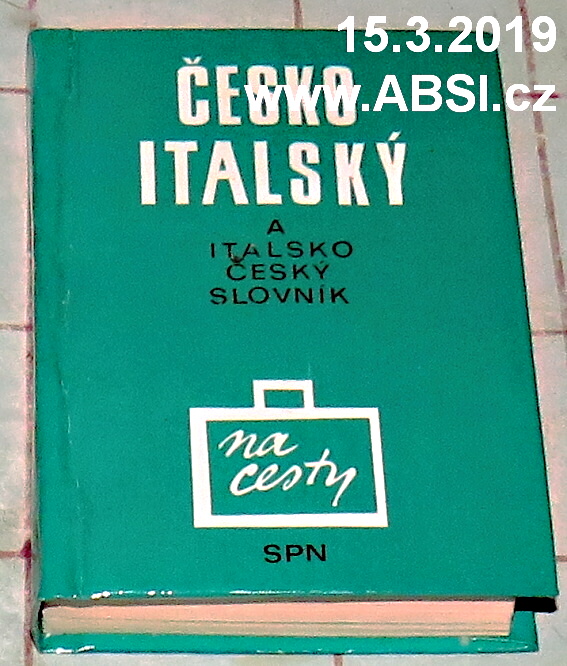 15.3.2019
www.ABSI.cz
ČESKO
ITALSKÝ
A
ITALSKO
ČESKÝ
SLOVNÍK
na
cesty
SPN